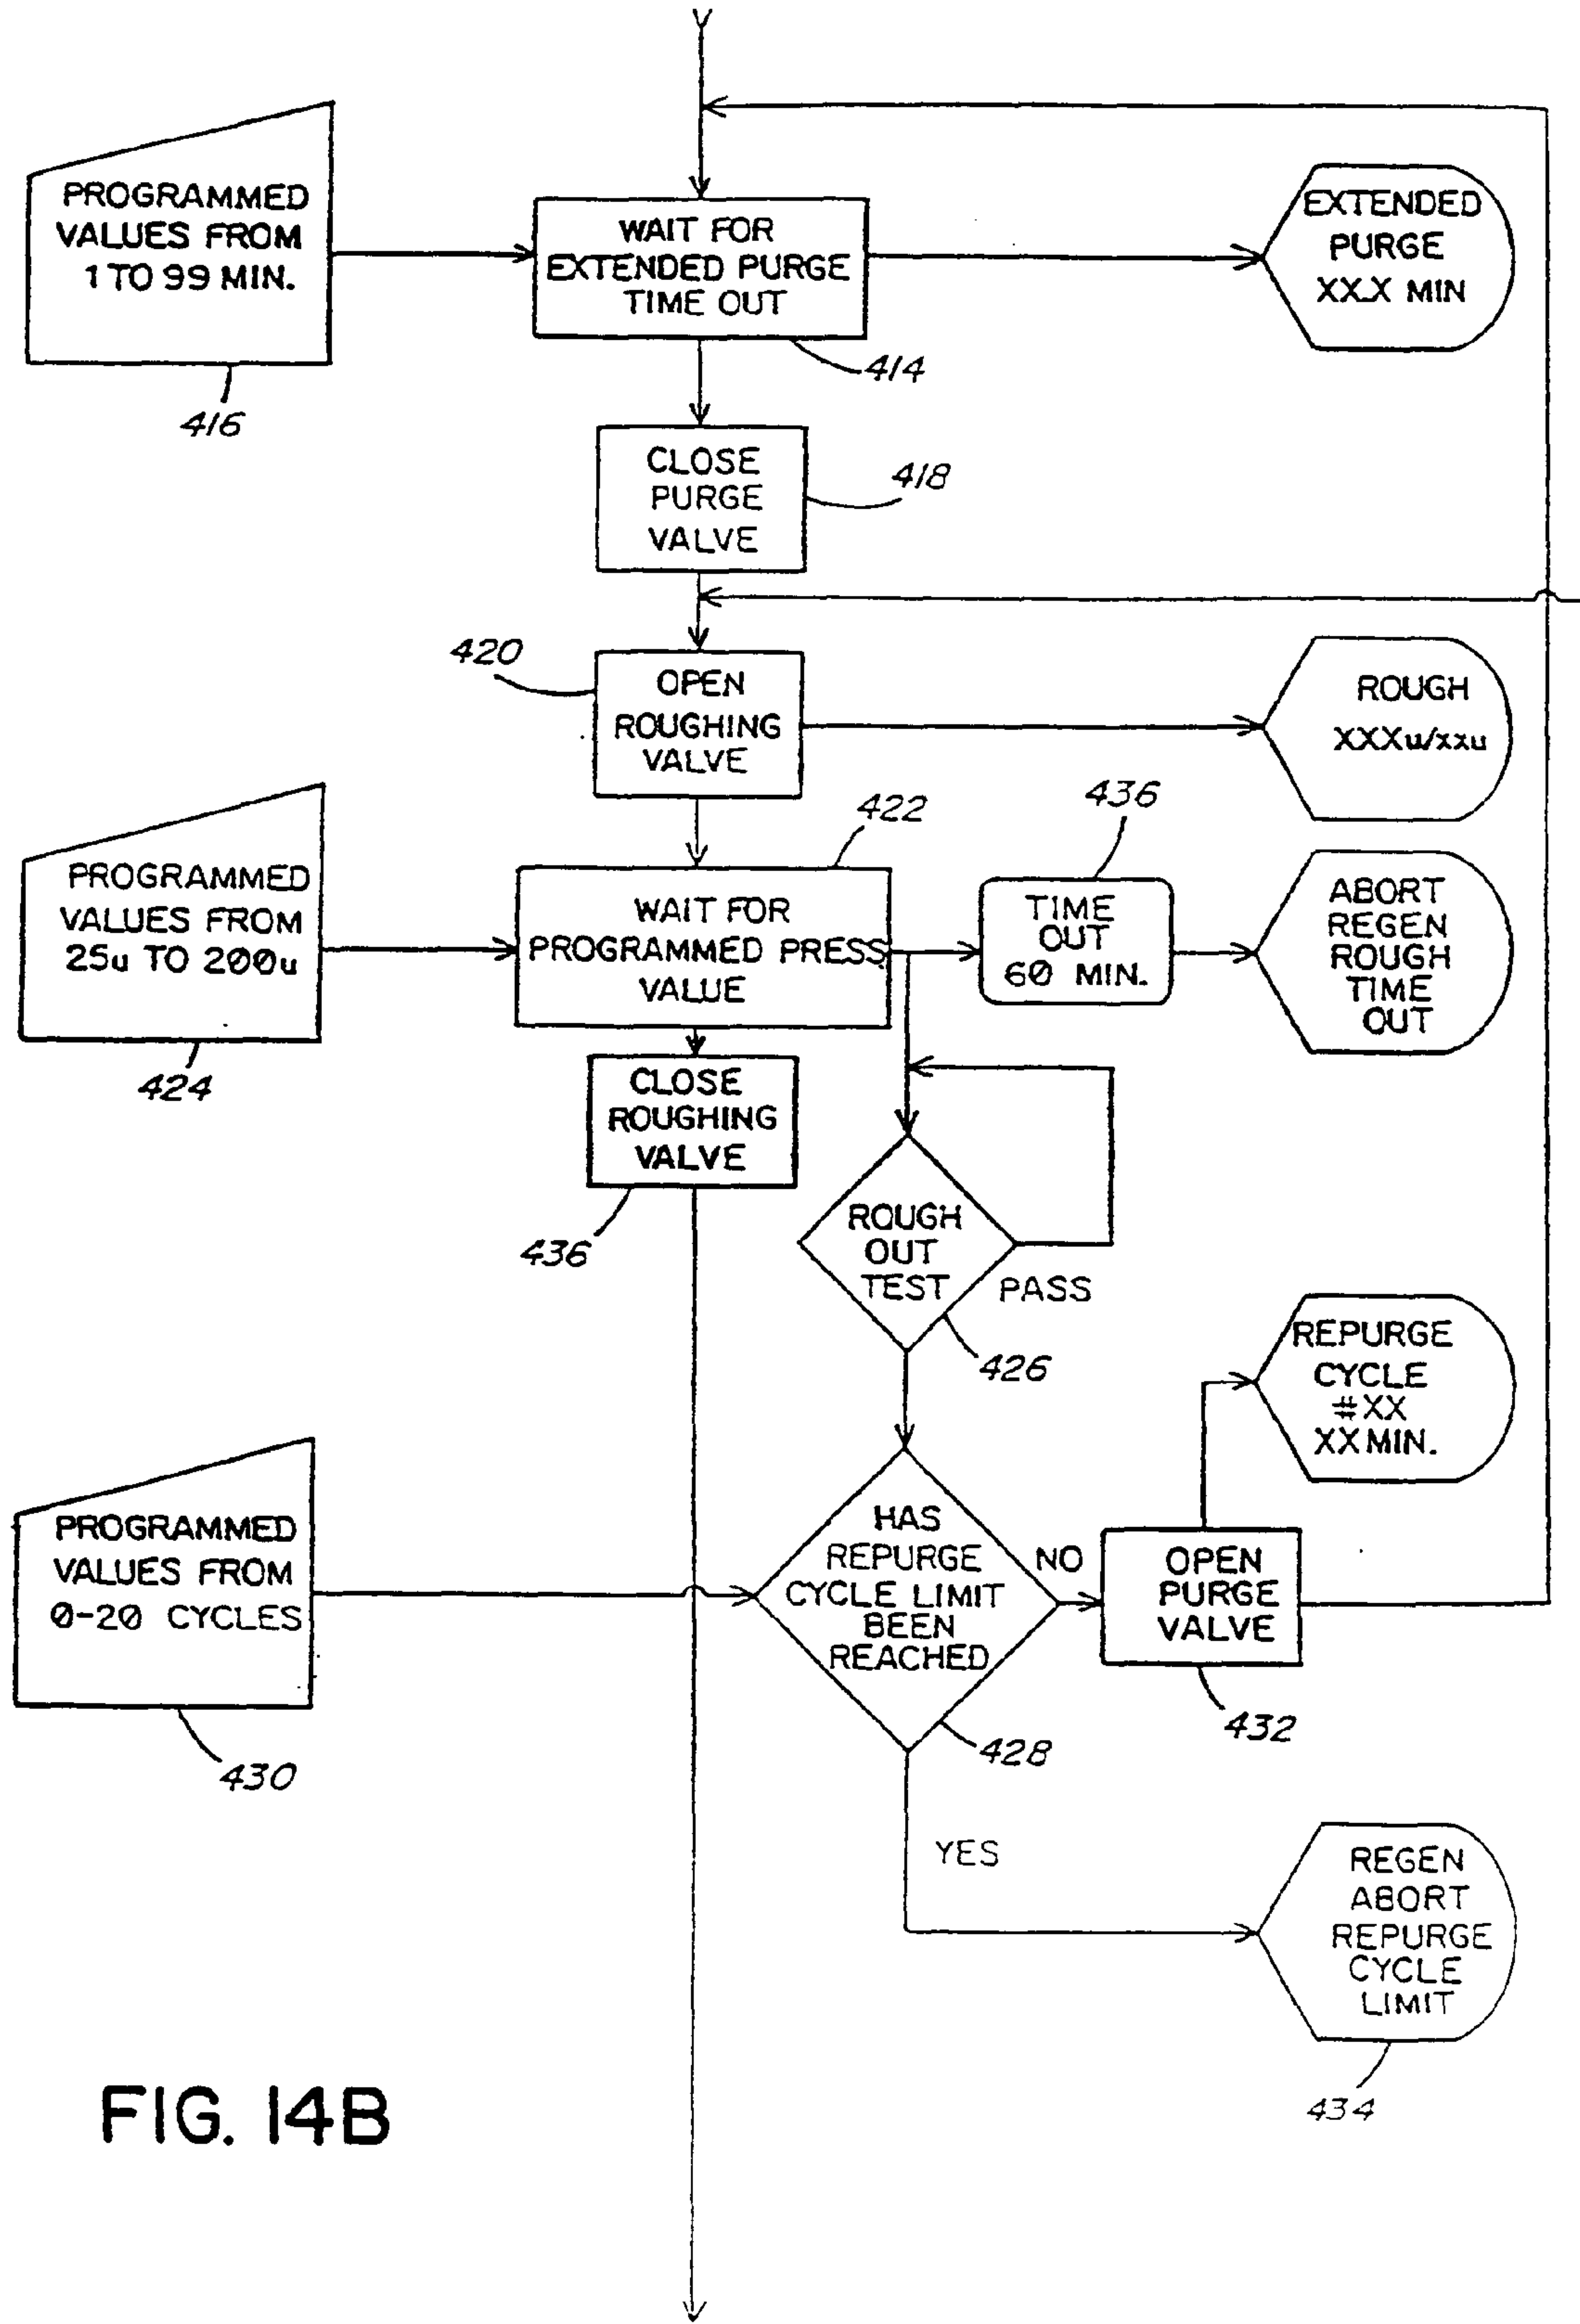 PROGRAMMED
VALUES FROM
1 TO 99 MIN.
416
WAIT FOR
EXTENDED PURGE
TIME OUT
414
EXTENDED
PURGE
XX.X MIN
CLOSE
PURGE
VALVE
418
420
OPEN
ROUGHING
VALVE
ROUGH
XXXu/xxu
PROGRAMMED
VALUES FROM
25u TO 200u
424
422
WAIT FOR
PROGRAMMED PRESS.
VALUE
436
TIME
OUT
60 MIN.
ABORT
REGEN
ROUGH
TIME
OUT
CLOSE
ROUGHING
VALVE
436
ROUGH
OUT
TEST
PASS
426
REPURGE
CYCLE
#XX
XX MIN.
PROGRAMMED
VALUES FROM
0-20 CYCLES
430
HAS
REPURGE
CYCLE LIMIT
BEEN
REACHED
428
NO
OPEN
PURGE
VALVE
432
YES
REGEN
ABORT
REPURGE
CYCLE
LIMIT
434
FIG. 14B